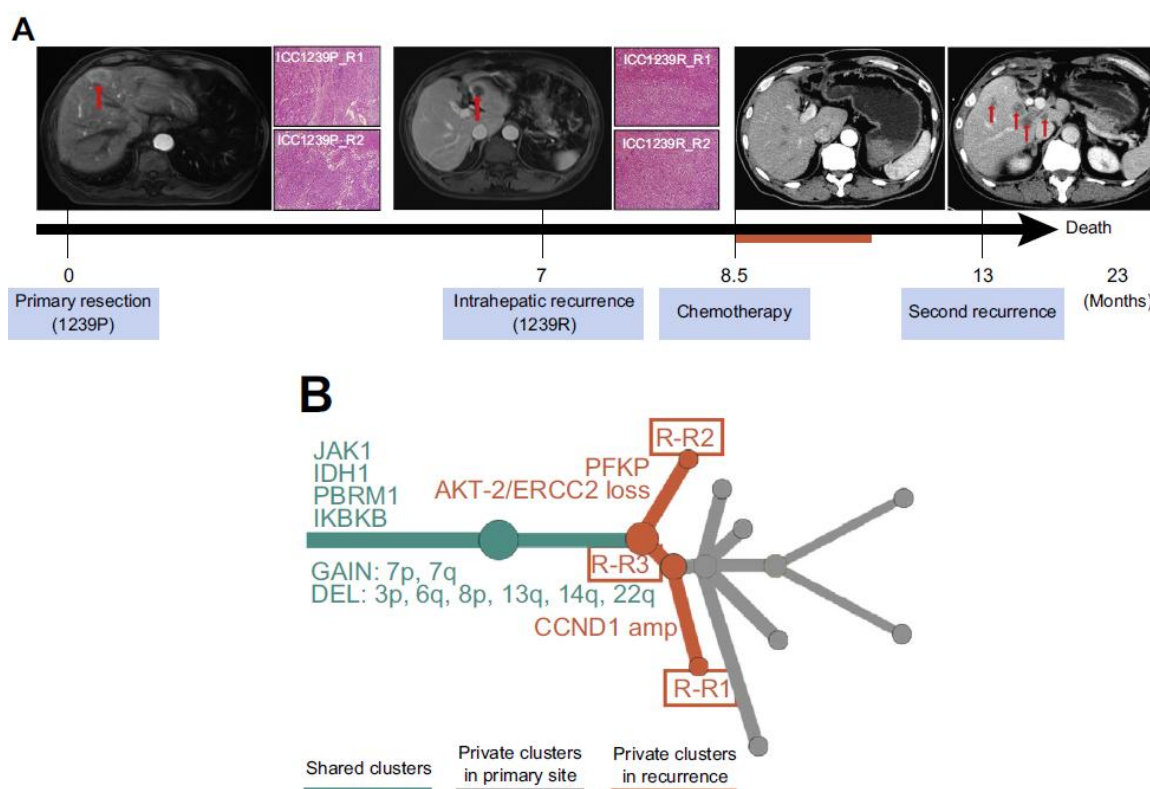 A
ICC1239P_R1
ICC1239P_R2
ICC1239R_R1
ICC1239R_R2
Death
0
7
8.5
13
23
(Months)
Primary resection
(1239P)
Intrahepatic recurrence
(1239R)
Chemotherapy
Second recurrence
B
JAK1
IDH1
PBRM1
IKBKB
GAIN: 7p, 7q
DEL: 3p, 6q, 8p, 13q, 14q, 22q
PFKP
AKT-2/ERCC2 loss
R-R2
R-R3
CCND1 amp
R-R1
Shared clusters
Private clusters
in primary site
Private clusters
in recurrence